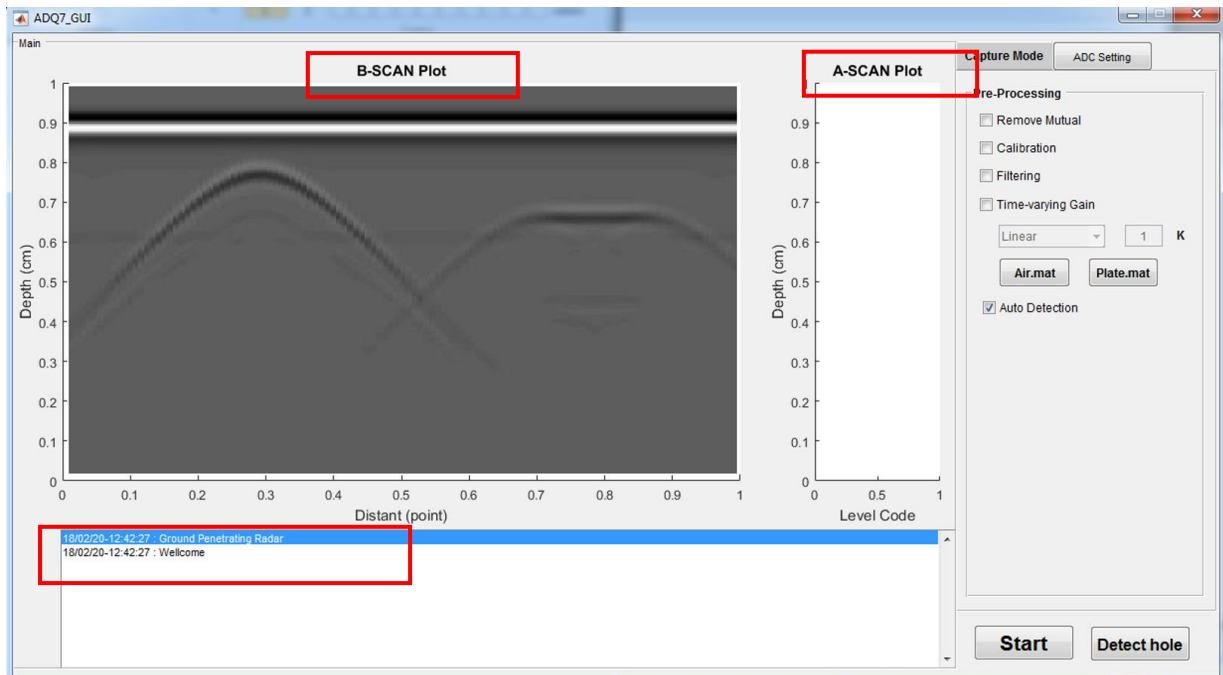 ADQ7_GUI
Main
B-SCAN Plot
1
0.9
0.8
0.7
0.6
0.5
0.4
0.3
0.2
0.1
0
Depth (cm)
0 0.1 0.2 0.3 0.4 0.5 0.6 0.7 0.8 0.9 1
Distant (point)
A-SCAN Plot
1
0.9
0.8
0.7
0.6
0.5
0.4
0.3
0.2
0.1
0
Depth (cm)
0 0.5 1
Level Code
18/02/20-12:42:27 : Ground Penetrating Radar
18/02/20-12:42:27 : Wellcome
Capture Mode ADC Setting
Pre-Processing
Remove Mutual
Calibration
Filtering
Time-varying Gain
Linear 1 K
Air.mat Plate.mat
Auto Detection
Start Detect hole